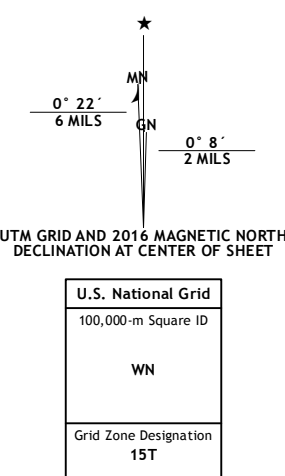 ★
MN
0° 22´
6 MILS
GN
0° 8´
2 MILS
UTM GRID AND 2016 MAGNETIC NORTH
DECLINATION AT CENTER OF SHEET
U.S. National Grid
100,000-m Square ID
WN
Grid Zone Designation
15T